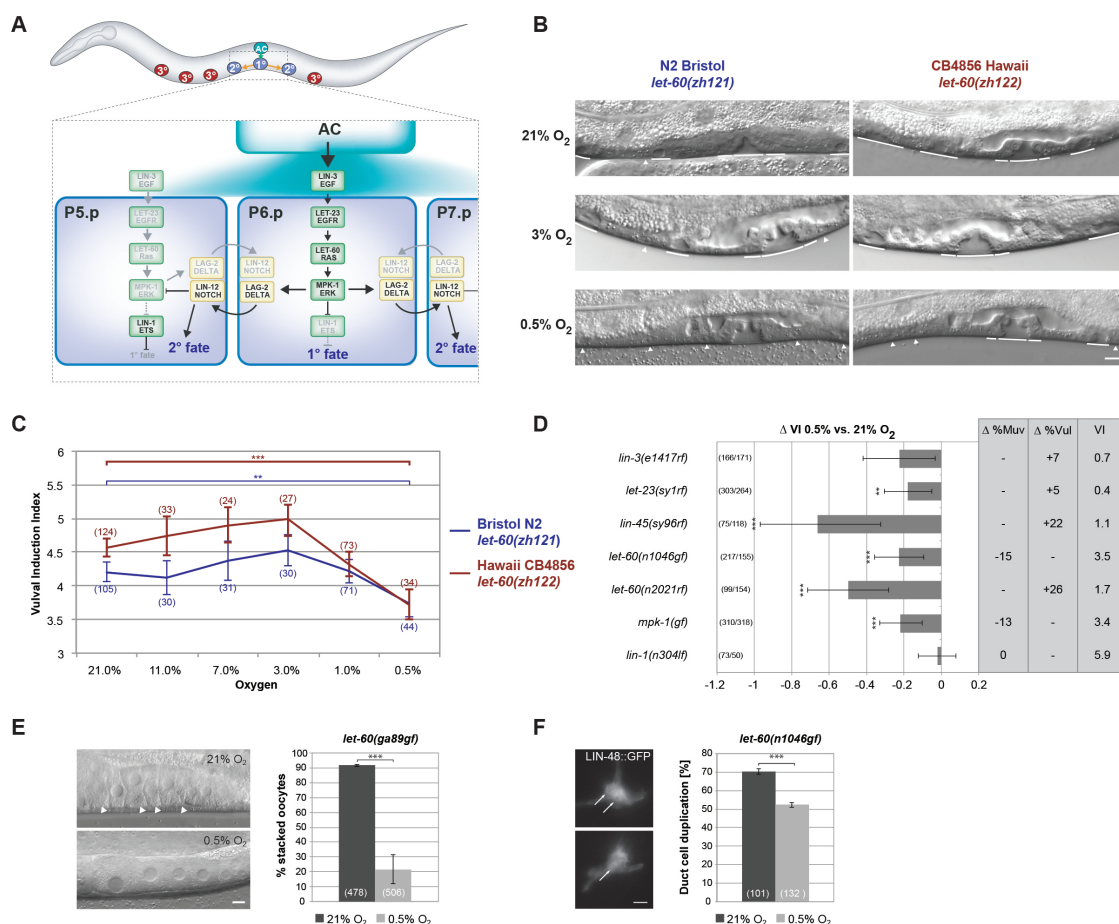 A
AC
3° 3° 3° 2° 1° 2° 3°
AC
LIN-3
EGF
LIN-3
EGF
P5.p
P6.p
P7.p
LET-23
EGFR
LET-23
EGFR
LET-60
Ras
LET-60
RAS
LAG-2
DELTA
LIN-12
NOTCH
LIN-12
NOTCH
LAG-2
DELTA
MPK-1
ERK
LIN-12
NOTCH
LAG-2
DELTA
MPK-1
ERK
LAG-2
DELTA
LIN-12
NOTCH
LIN-1
ETS
LIN-1
ETS
1° fate
2° fate
1° fate
2° fate
B
N2 Bristol
let-60(zh121)
CB4856 Hawaii
let-60(zh122)
21% O2
3% O2
0.5% O2
C
Vulval Induction Index
6
5.5
5
4.5
4
3.5
3
***
**
(124)
(33)
(24)
(27)
(73)
(34)
(105)
(30)
(31)
(30)
(71)
(44)
21.0% 11.0% 7.0% 3.0% 1.0% 0.5%
Oxygen
Bristol N2
let-60(zh121)
Hawaii CB4856
let-60(zh122)
D
Δ VI 0.5% vs. 21% O2
Δ %Muv Δ %Vul VI
lin-3(e1417rf) (166/171) - +7 0.7
let-23(sy1rf) (303/264) ** - +5 0.4
lin-45(sy96rf) (75/118) *** - +22 1.1
let-60(n1046gf) (217/155) *** -15 - 3.5
let-60(n2021rf) (99/154) *** - +26 1.7
mpk-1(gf) (310/318) *** -13 - 3.4
lin-1(n304lf) (73/50) 0 - 5.9
-1.2 -1 -0.8 -0.6 -0.4 -0.2 0 0.2
E
21% O2
0.5% O2
let-60(ga89gf)
% stacked oocytes
100
90
80
70
60
50
40
30
20
10
0
***
(478) (506)
21% O2 0.5% O2
F
LIN-48::GFP
let-60(n1046gf)
Duct cell duplication [%]
80
70
60
50
40
30
20
10
0
***
(101) (132 )
21% O2 0.5% O2